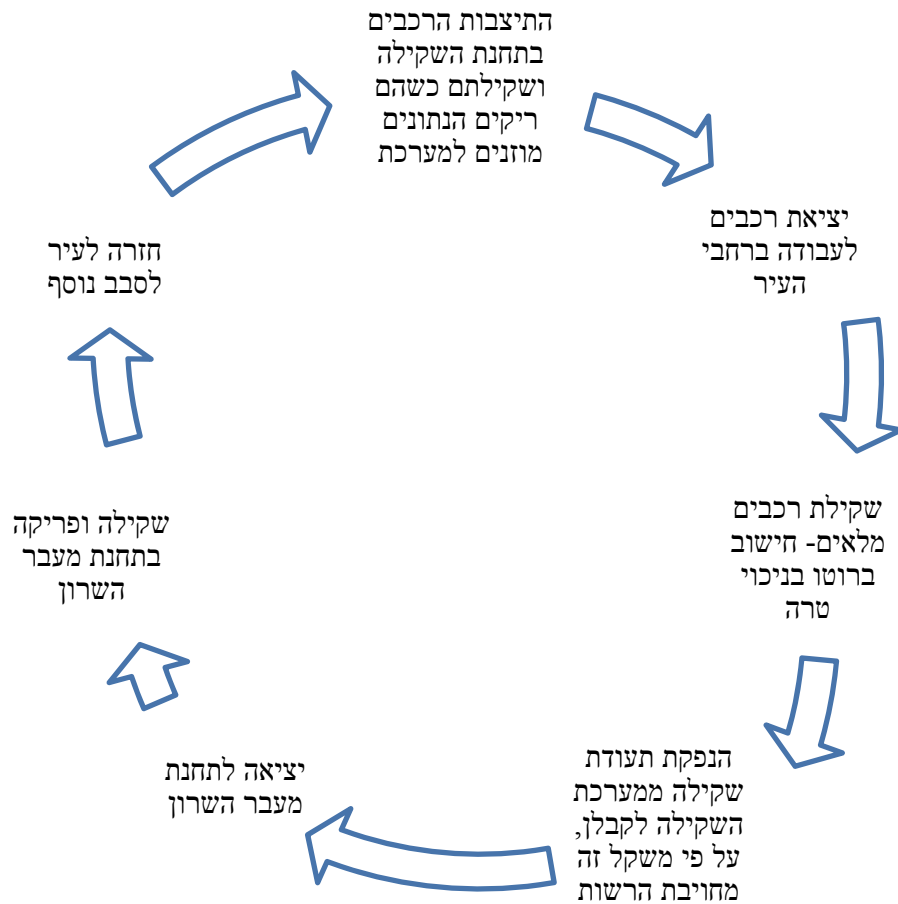 התיצבות הרכבים
בתחנת השקילה
ושקילתם כשהם
ריקים הנתונים
מוזנים למערכת
יציאת רכבים
לעבודה ברחבי
העיר
שקילת רכבים
מלאים- חישוב
ברוטו בניכוי
טרה
הנפקת תעודת
שקילה ממערכת
השקילה לקבלן,
על פי משקל זה
מחויבת הרשות
יציאה לתחנת
מעבר השרון
שקילה ופריקה
בתחנת מעבר
השרון
חזרה לעיר
לסבב נוסף